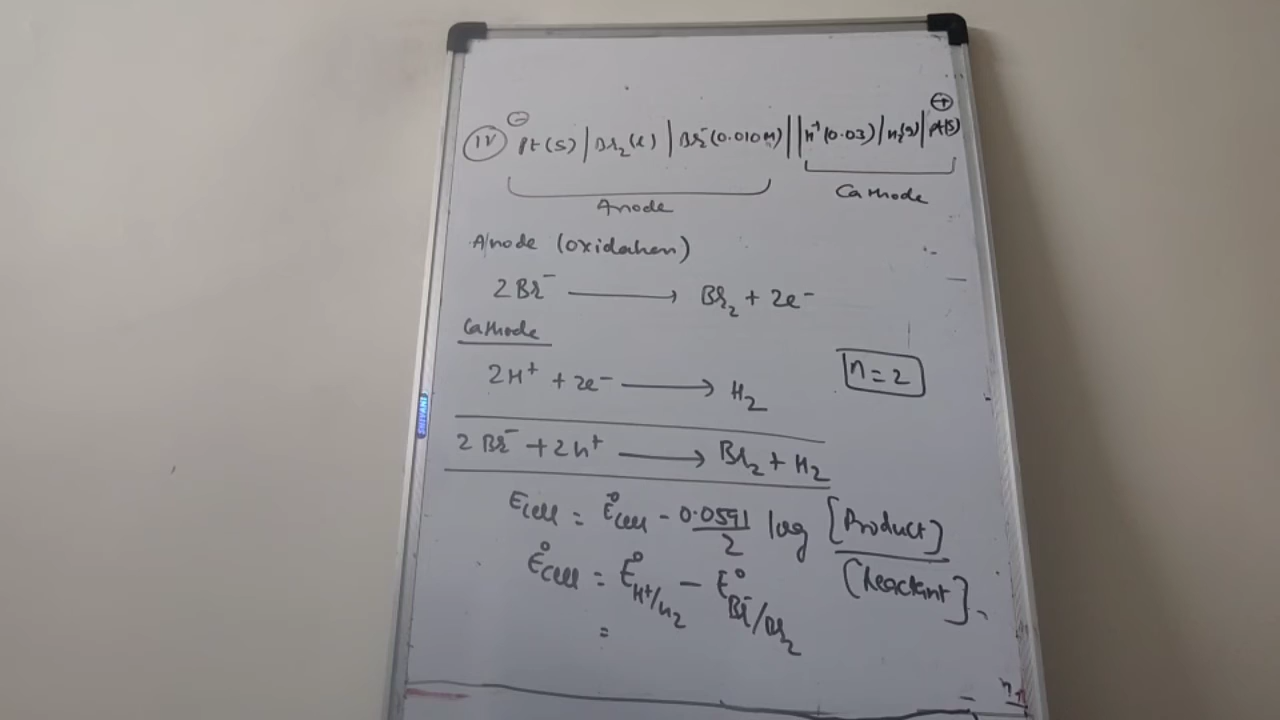 ⊖ ⊕
IV Pt(s) | Br₂(l) | Br⁻(0.010M) || H⁺(0.03) | H₂(g) | Pt(s)
Anode Cathode
Anode (oxidation)
2Br⁻ ⟶ Br₂ + 2e⁻
Cathode
2H⁺ + 2e⁻ ⟶ H₂ n = 2
2Br⁻ + 2H⁺ ⟶ Br₂ + H₂
Ecell = E°cell - 0.0591/2 log [Product]/[Reactant]
E°cell = E°H⁺/H₂ - E°Br⁻/Br₂
=
SHIVANI